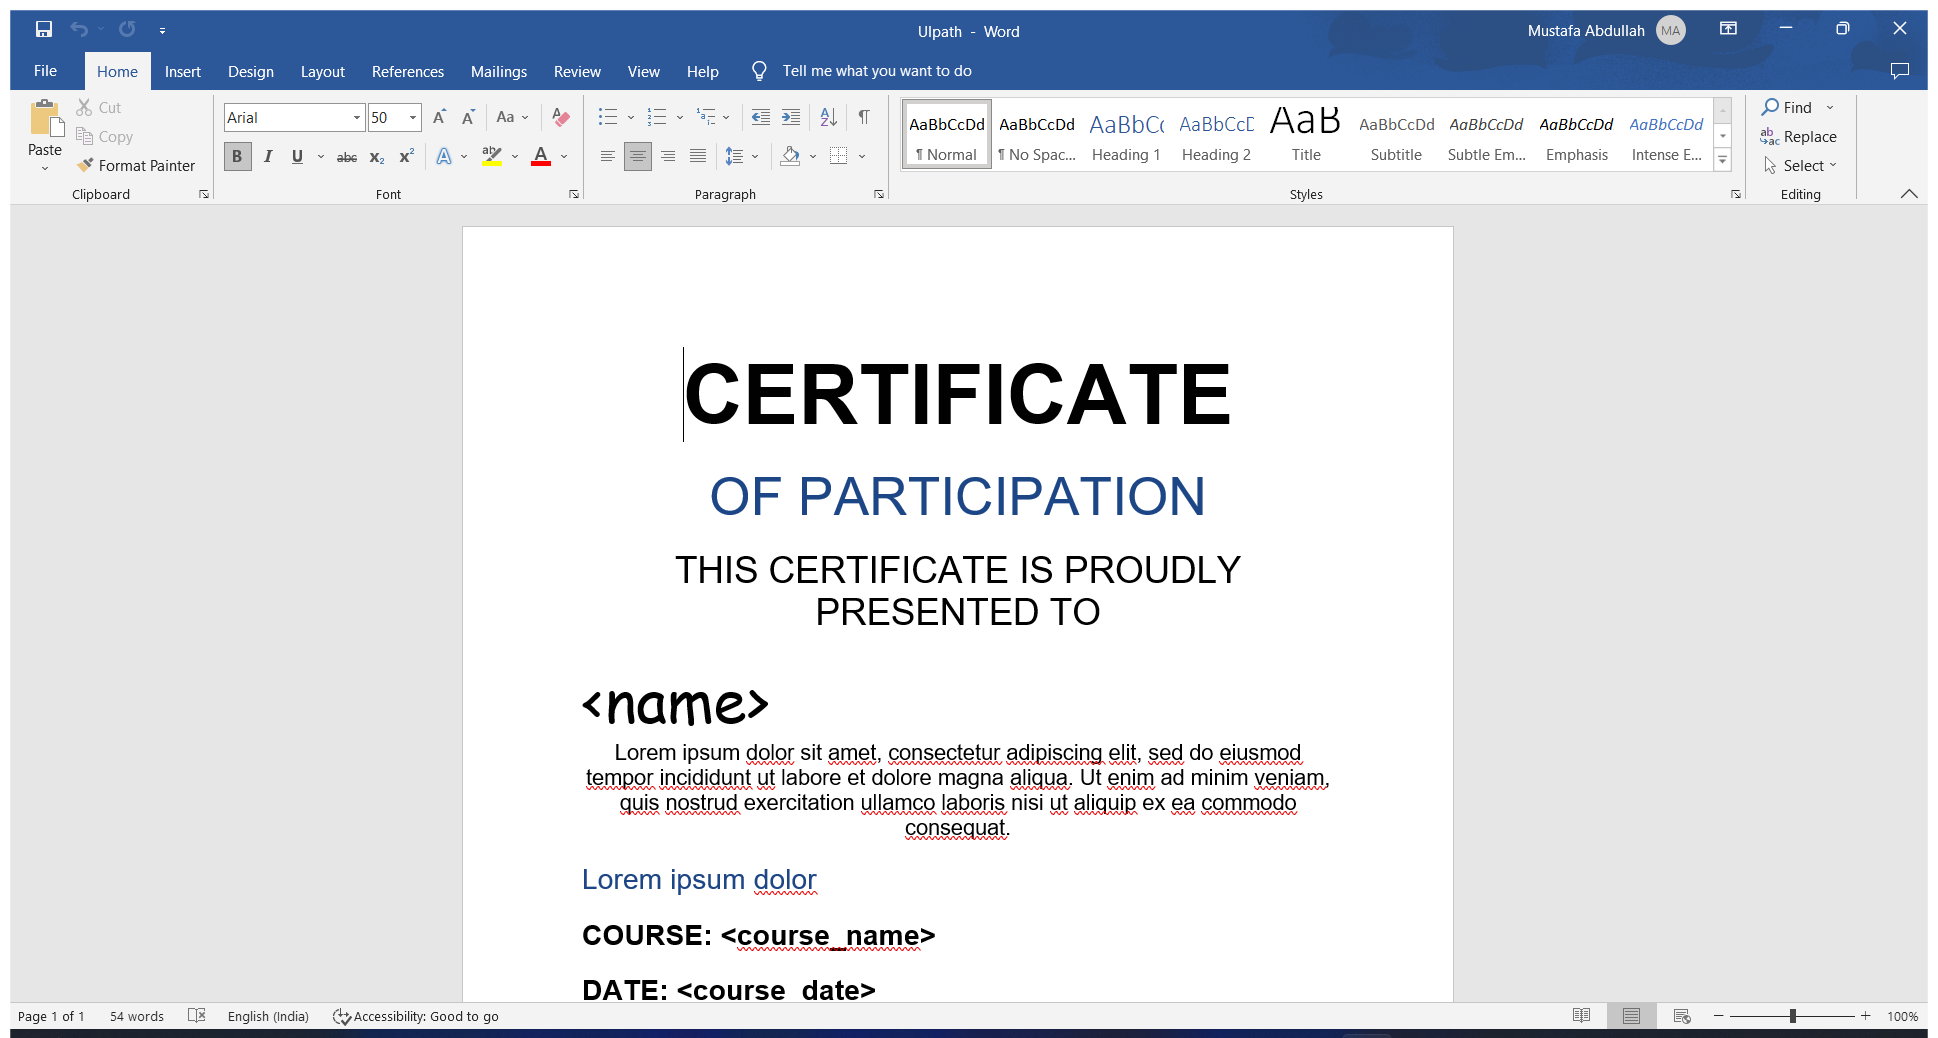 UIpath - Word
Mustafa Abdullah
MA
File
Home
Insert
Design
Layout
References
Mailings
Review
View
Help
Tell me what you want to do
Paste
Cut
Copy
Format Painter
Clipboard
Arial
50
A
A
Aa
A
B
I
U
abc
x₂
x²
A
ab
A
Font
Paragraph
AaBbCcDd
¶ Normal
AaBbCcDd
¶ No Spac...
AaBbCc
Heading 1
AaBbCcD
Heading 2
AaB
Title
AaBbCcDd
Subtitle
AaBbCcDd
Subtle Em...
AaBbCcDd
Emphasis
AaBbCcDd
Intense E...
Styles
Find
Replace
Select
Editing
CERTIFICATE
OF PARTICIPATION
THIS CERTIFICATE IS PROUDLY
PRESENTED TO
<name>
Lorem ipsum dolor sit amet, consectetur adipiscing elit, sed do eiusmod
tempor incididunt ut labore et dolore magna aliqua. Ut enim ad minim veniam,
quis nostrud exercitation ullamco laboris nisi ut aliquip ex ea commodo
consequat.
Lorem ipsum dolor
COURSE: <course_name>
DATE: <course_date>
Page 1 of 1
54 words
English (India)
Accessibility: Good to go
100%